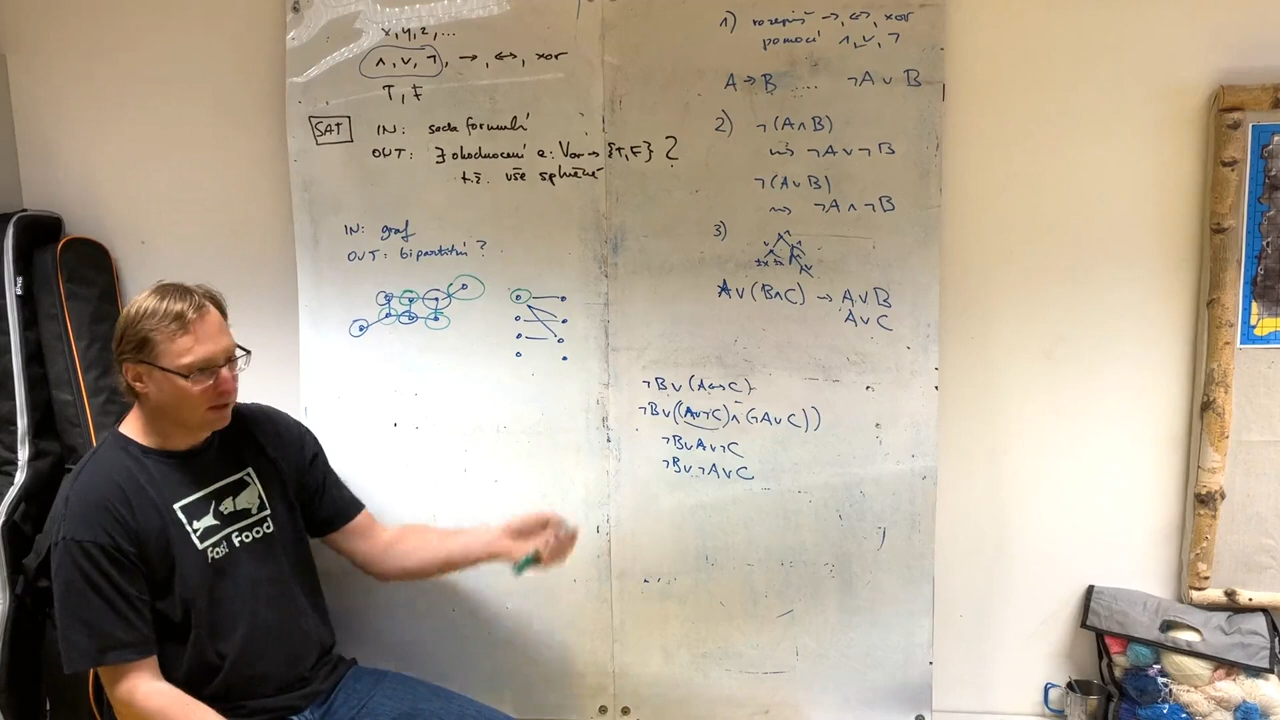 x, y, z, ...
∧, ∨, ¬, →, ↔, xor
T, F
SAT
IN: sada formulí
OUT: ∃ ohodnocení e: Var → {T, F} ?
t.ž. vše splněné
IN: graf
OUT: bipartitní?
1) rozepiš →, ↔, xor
pomocí ∧, ∨, ¬
A → B .... ¬A ∨ B
2) ¬(A∧B)
¬A ∨ ¬B
¬(A∨B)
¬A ∧ ¬B
3)
A ∨ (B∧C) → A ∨ B
A ∨ C
¬B ∨ (A ↔ C)
¬B ∨ ((A∨¬C) ∧ (¬A∨C))
¬B ∨ A ∨ ¬C
¬B ∨ ¬A ∨ C
Fast Food